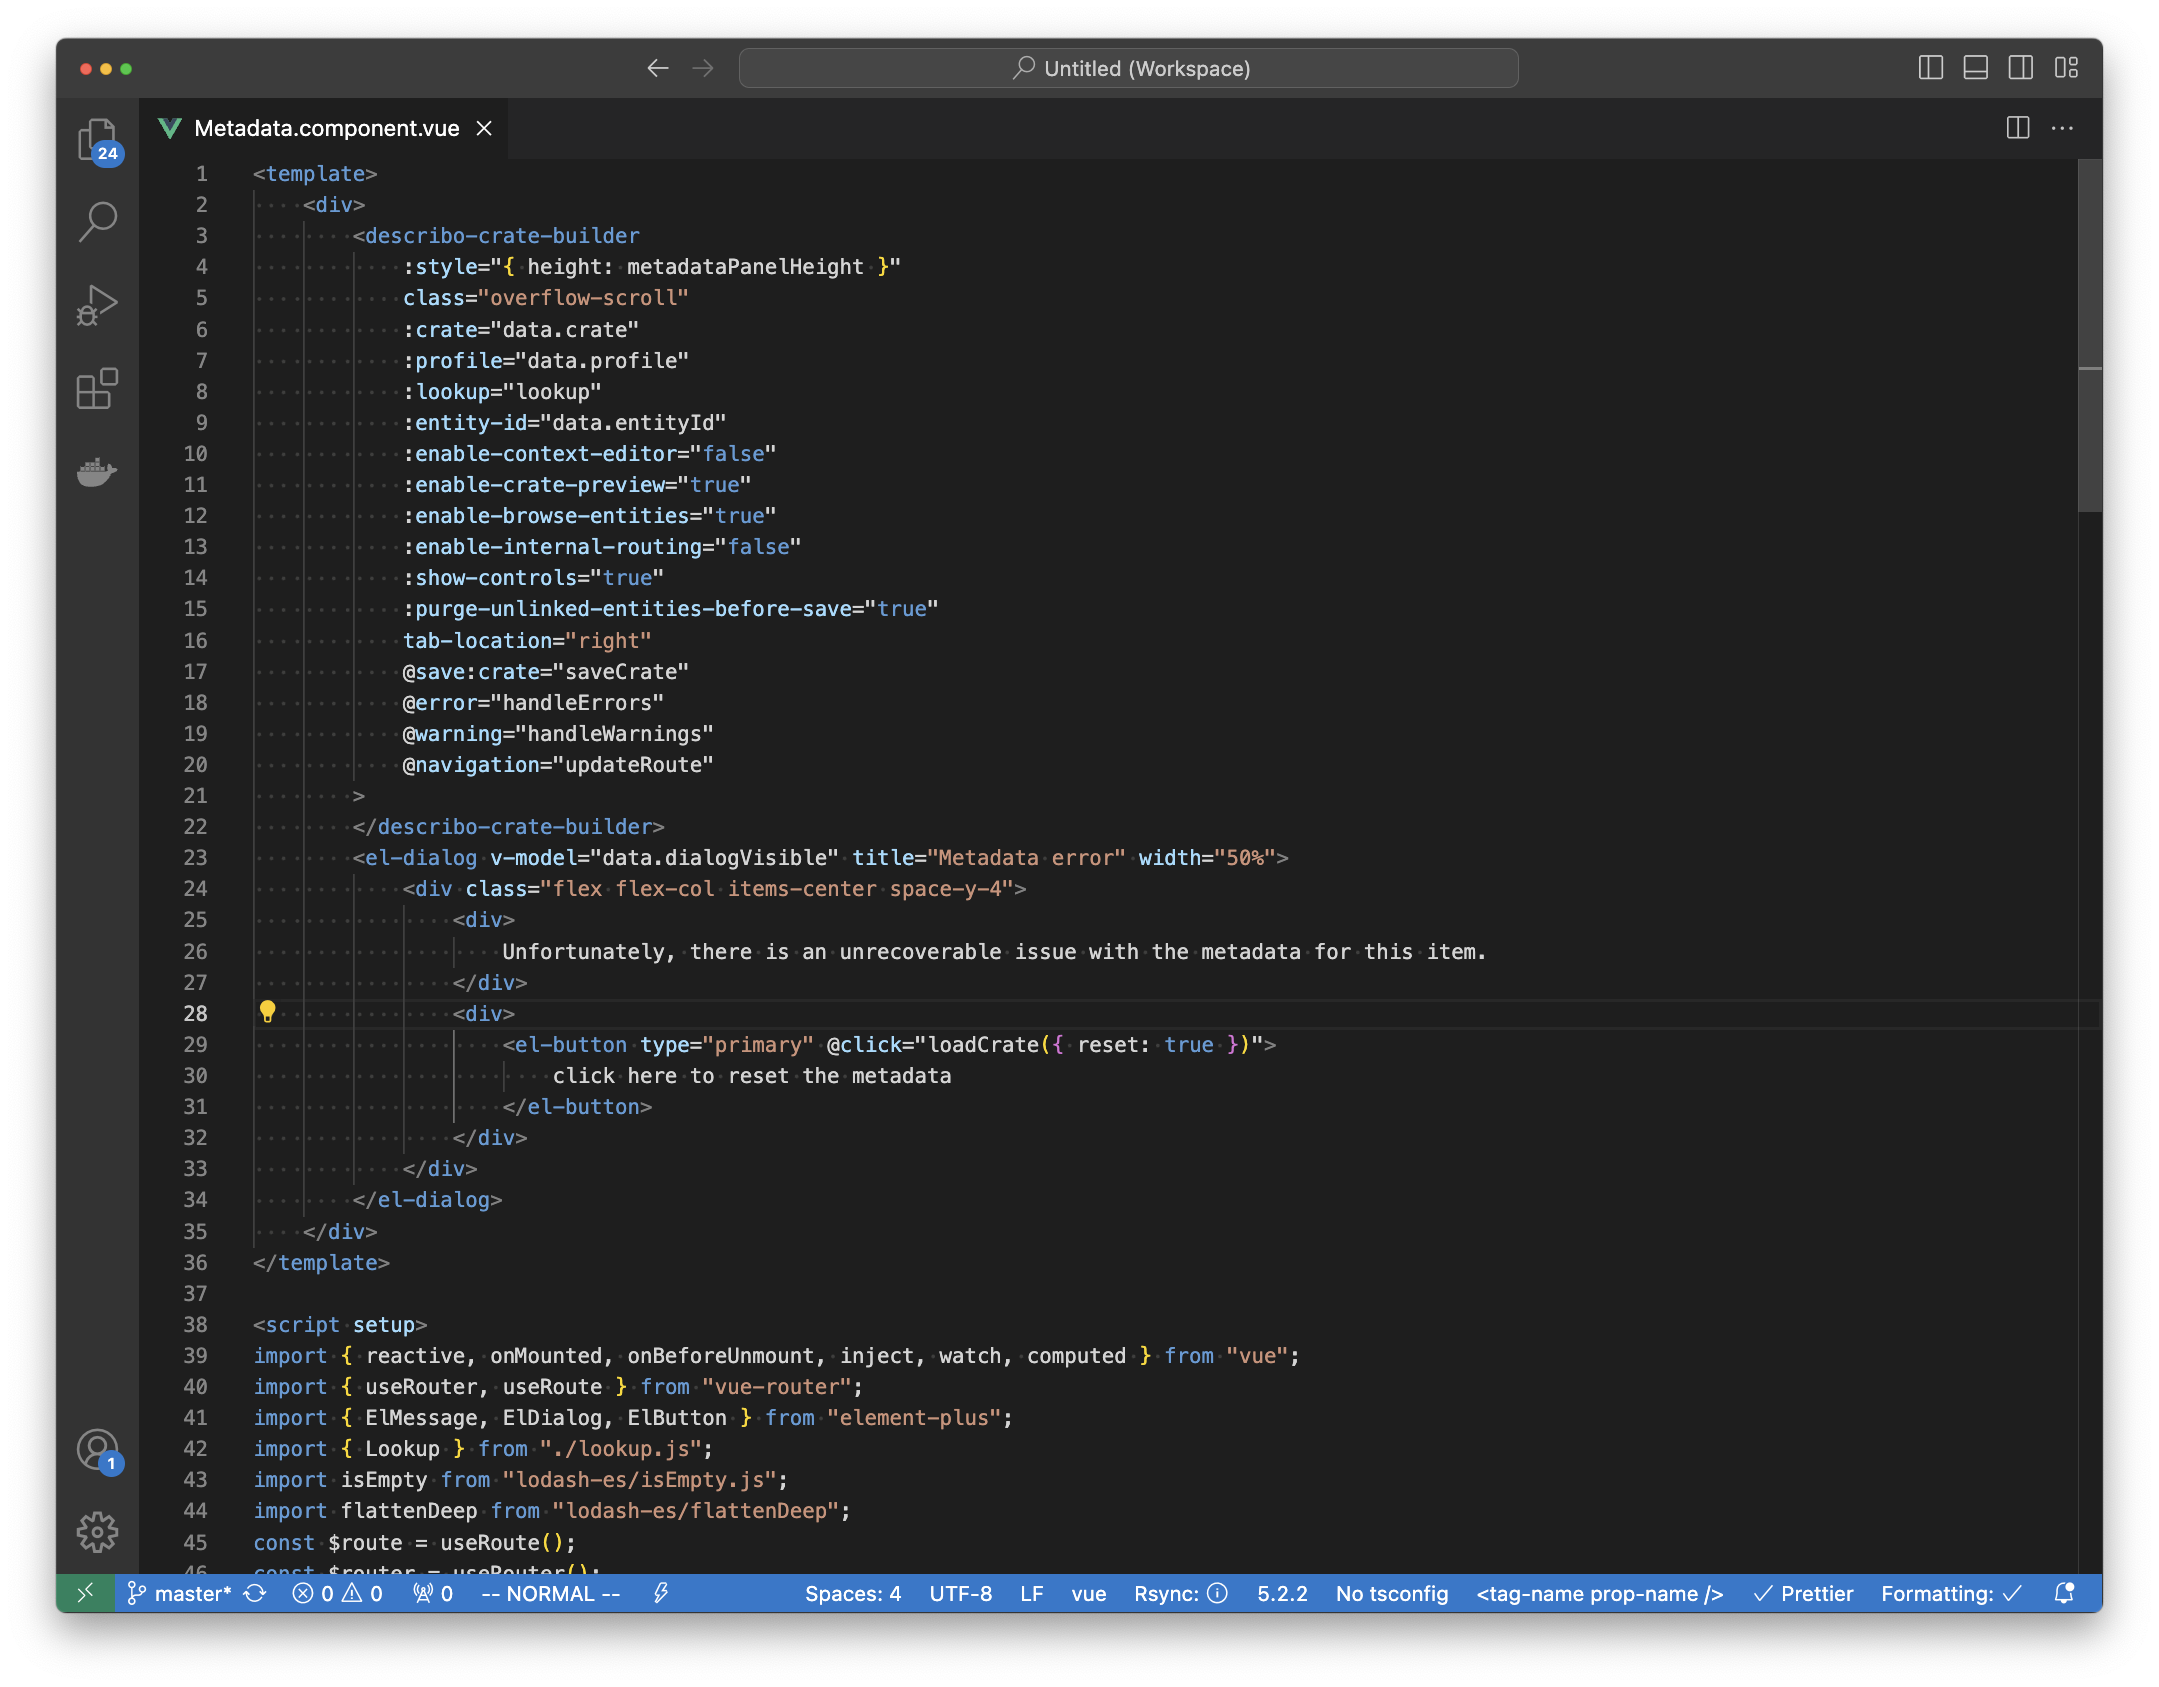 Untitled (Workspace)
24
Metadata.component.vue
1 <template>
2     <div>
3         <describo-crate-builder
4             :style="{ height: metadataPanelHeight }"
5             class="overflow-scroll"
6             :crate="data.crate"
7             :profile="data.profile"
8             :lookup="lookup"
9             :entity-id="data.entityId"
10             :enable-context-editor="false"
11             :enable-crate-preview="true"
12             :enable-browse-entities="true"
13             :enable-internal-routing="false"
14             :show-controls="true"
15             :purge-unlinked-entities-before-save="true"
16             tab-location="right"
17             @save:crate="saveCrate"
18             @error="handleErrors"
19             @warning="handleWarnings"
20             @navigation="updateRoute"
21         >
22         </describo-crate-builder>
23         <el-dialog v-model="data.dialogVisible" title="Metadata error" width="50%">
24             <div class="flex flex-col items-center space-y-4">
25                 <div>
26                     Unfortunately, there is an unrecoverable issue with the metadata for this item.
27                 </div>
28                 <div>
29                     <el-button type="primary" @click="loadCrate({ reset: true })">
30                         click here to reset the metadata
31                     </el-button>
32                 </div>
33             </div>
34         </el-dialog>
35     </div>
36 </template>
37
38 <script setup>
39 import { reactive, onMounted, onBeforeUnmount, inject, watch, computed } from "vue";
40 import { useRouter, useRoute } from "vue-router";
41 import { ElMessage, ElDialog, ElButton } from "element-plus";
42 import { Lookup } from "./lookup.js";
43 import isEmpty from "lodash-es/isEmpty.js";
44 import flattenDeep from "lodash-es/flattenDeep";
45 const $route = useRoute();
46 const $router = useRouter();
1
master* 0 0 0 -- NORMAL -- Spaces: 4 UTF-8 LF vue Rsync: 5.2.2 No tsconfig <tag-name prop-name /> Prettier Formatting: